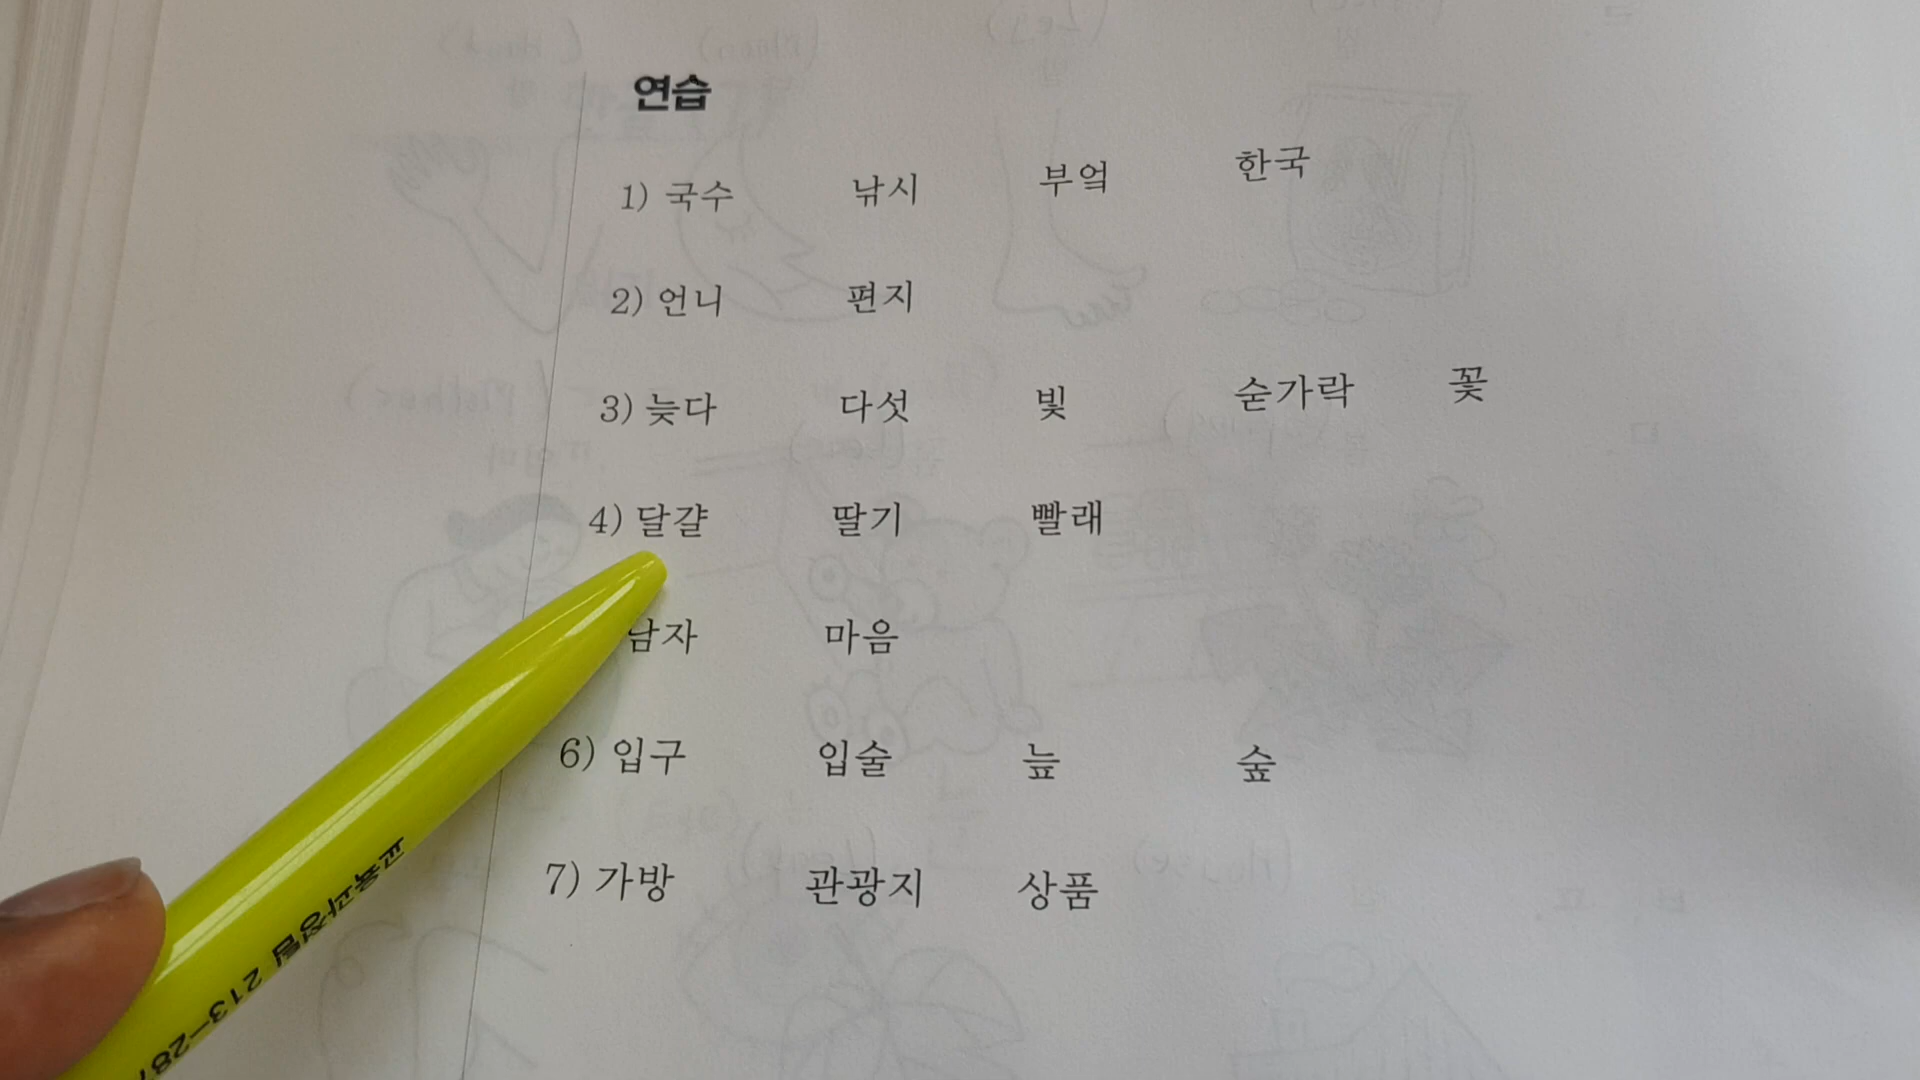 연습
1) 국수 낚시 부엌 한국
2) 언니 편지
3) 늦다 다섯 빛 숟가락 꽃
4) 달걀 딸기 빨래
남자 마음
6) 입구 입술 늪 숲
7) 가방 관광지 상품
213-287